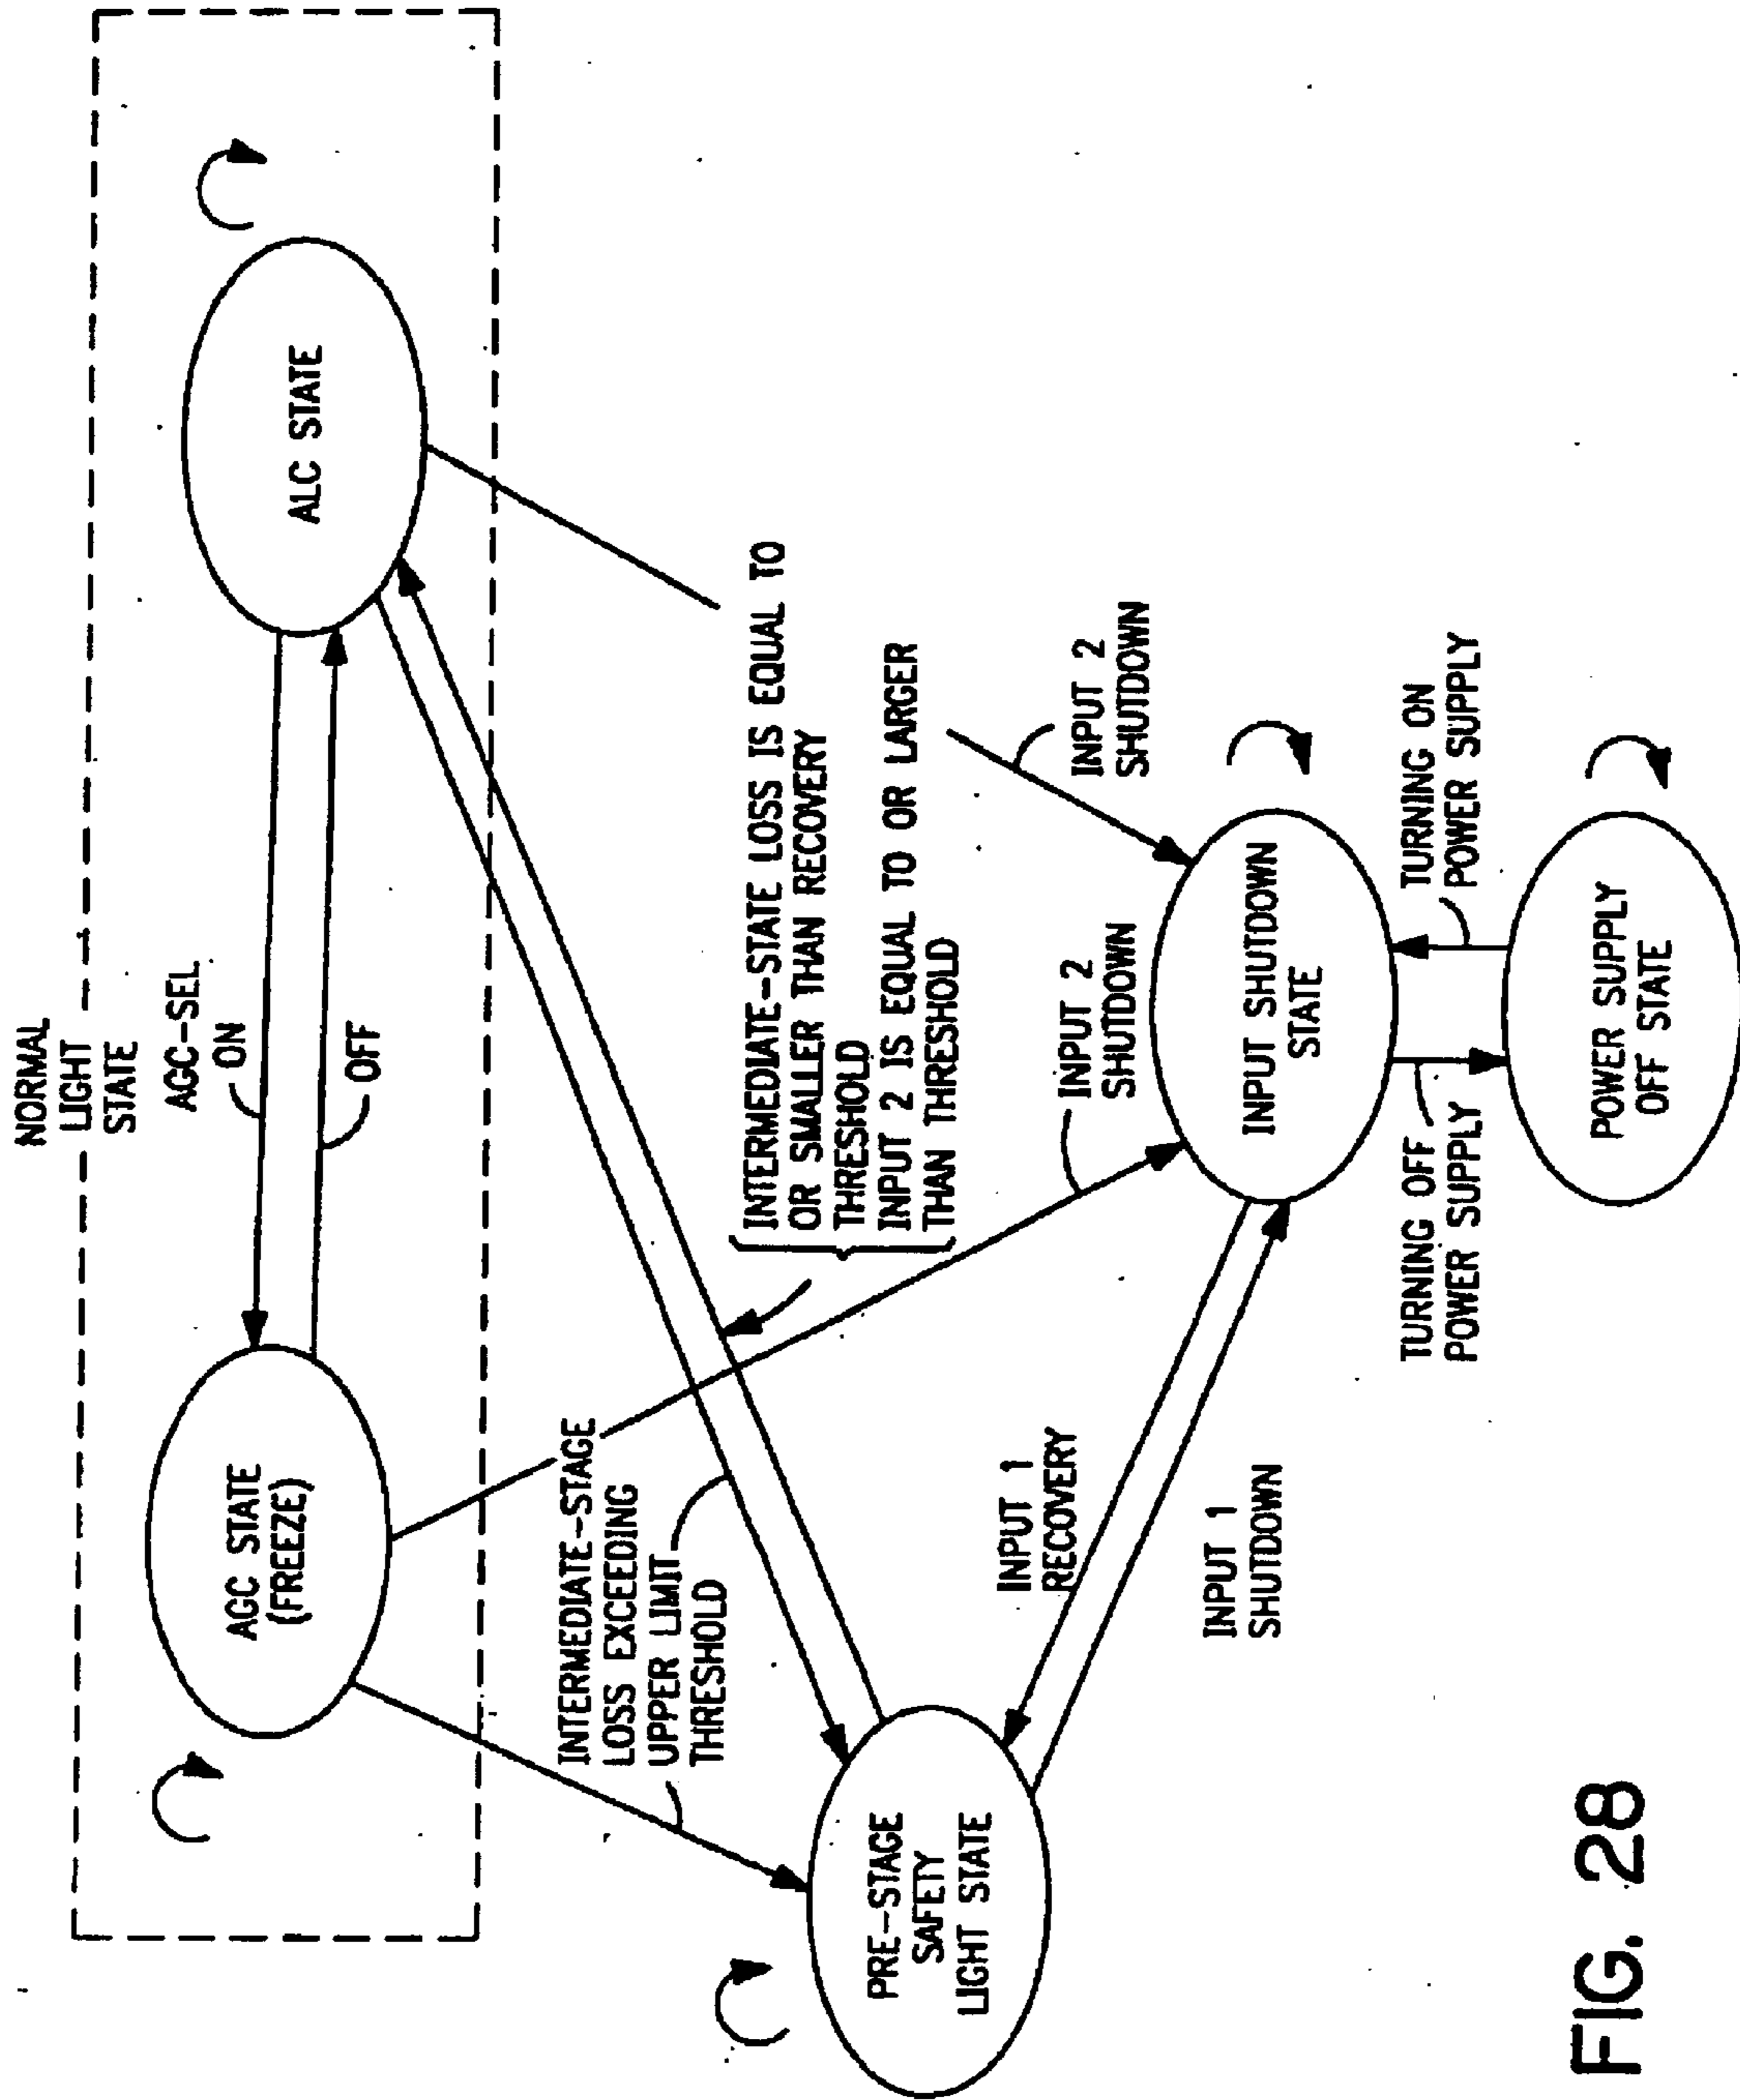 NORMAL
LIGHT
STATE
AGC-SEL
ON
OFF
AGC STATE
(FREEZE)
ALC STATE
INTERMEDIATE-STAGE
LOSS EXCEEDING
UPPER LIMIT
THRESHOLD
INTERMEDIATE-STATE LOSS IS EQUAL TO
OR SMALLER THAN RECOVERY
THRESHOLD
INPUT 2 IS EQUAL TO OR LARGER
THAN THRESHOLD
PRE-STAGE
SAFETY
LIGHT STATE
INPUT 1
RECOVERY
INPUT 2
SHUTDOWN
INPUT 2
SHUTDOWN
INPUT 1
SHUTDOWN
INPUT SHUTDOWN
STATE
TURNING OFF
POWER SUPPLY
TURNING ON
POWER SUPPLY
POWER SUPPLY
OFF STATE
FIG. 28